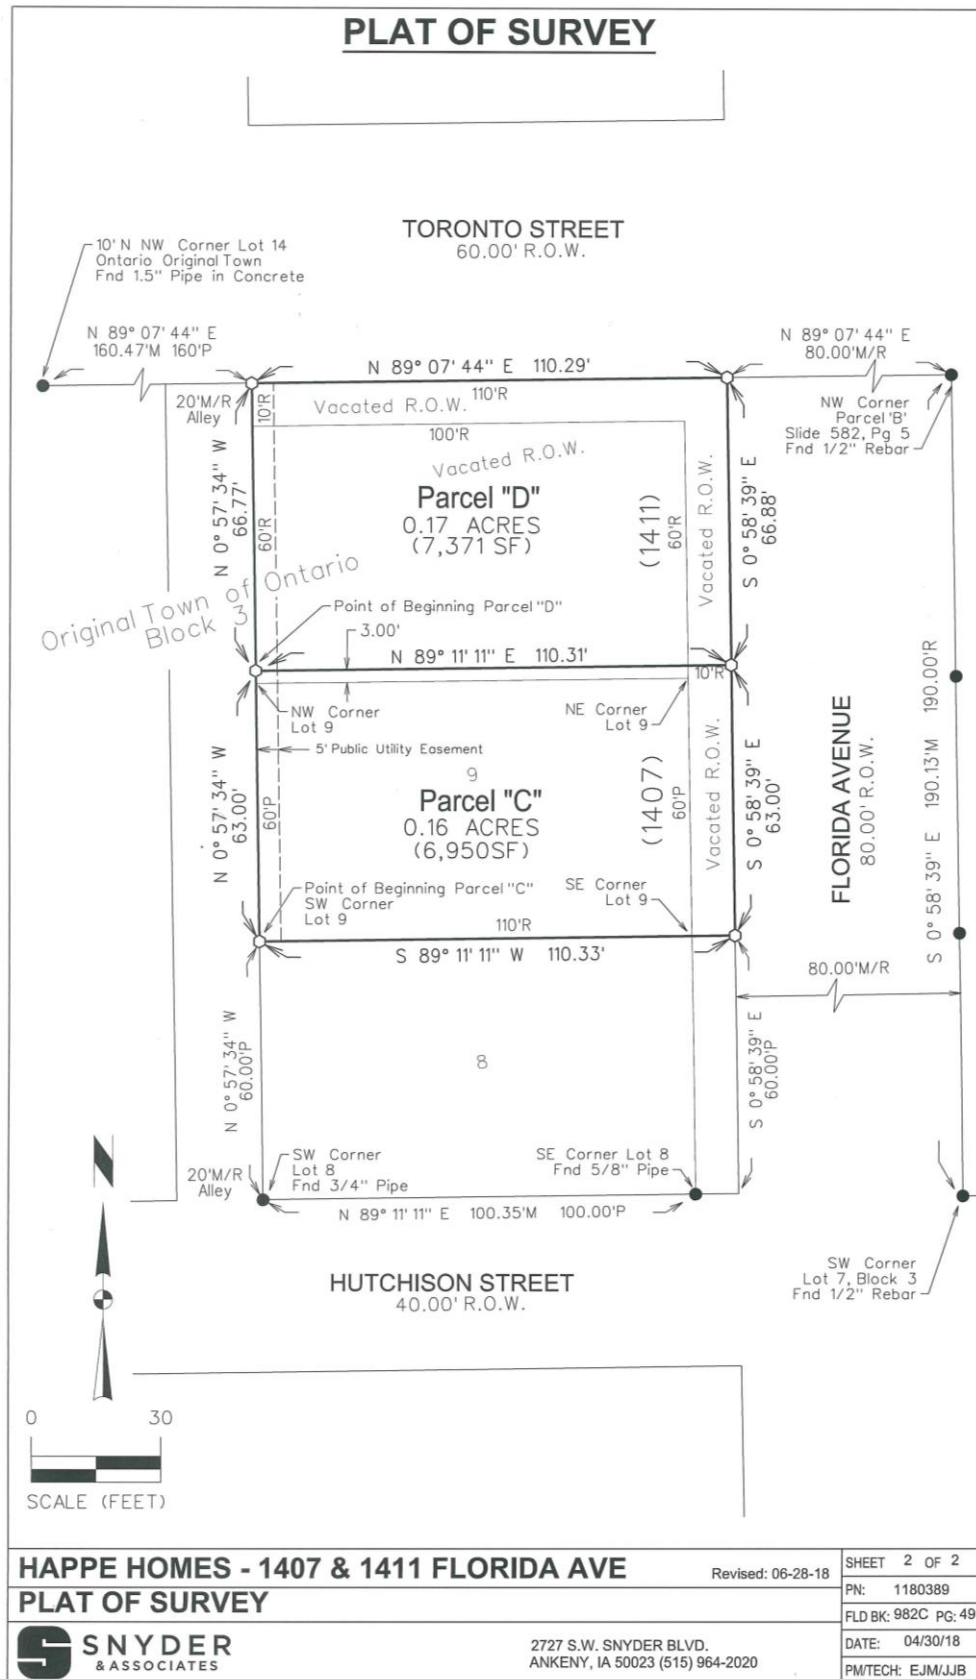 PLAT OF SURVEY
TORONTO STREET
60.00' R.O.W.
10' N NW Corner Lot 14
Ontario Original Town
Fnd 1.5" Pipe in Concrete
N 89° 07' 44" E
160.47'M 160'P
N 89° 07' 44" E 110.29'
N 89° 07' 44" E
80.00'M/R
110'R
20'M/R
Alley
10'R
Vacated R.O.W.
100'R
NW Corner
Parcel 'B'
Slide 582, Pg 5
Fnd 1/2" Rebar
Vacated R.O.W.
Parcel "D"
0.17 ACRES
(7,371 SF)
N 0° 57' 34" W
66.77'
60'R
(1411)
60'R
Vacated R.O.W.
S 0° 58' 39" E
66.88'
Original Town of Ontario
Block 3
Point of Beginning Parcel "D"
3.00'
N 89° 11' 11" E 110.31'
10'R
NW Corner
Lot 9
NE Corner
Lot 9
5' Public Utility Easement
9
Parcel "C"
0.16 ACRES
(6,950SF)
N 0° 57' 34" W
63.00'
60'P
(1407)
60'P
Vacated R.O.W.
S 0° 58' 39" E
63.00'
FLORIDA AVENUE
80.00' R.O.W.
S 0° 58' 39" E 190.13'M 190.00'R
Point of Beginning Parcel "C"
SW Corner
Lot 9
SE Corner
Lot 9
110'R
S 89° 11' 11" W 110.33'
80.00'M/R
N 0° 57' 34" W
60.00'P
8
S 0° 58' 39" E
60.00'P
20'M/R
Alley
SW Corner
Lot 8
Fnd 3/4" Pipe
SE Corner Lot 8
Fnd 5/8" Pipe
N 89° 11' 11" E 100.35'M 100.00'P
N
HUTCHISON STREET
40.00' R.O.W.
SW Corner
Lot 7, Block 3
Fnd 1/2" Rebar
0 30
SCALE (FEET)
HAPPE HOMES - 1407 & 1411 FLORIDA AVE
Revised: 06-28-18
SHEET 2 OF 2
PLAT OF SURVEY
PN: 1180389
FLD BK: 982C PG: 49
SNYDER
& ASSOCIATES
2727 S.W. SNYDER BLVD.
ANKENY, IA 50023 (515) 964-2020
DATE: 04/30/18
PM/TECH: EJM/JJB